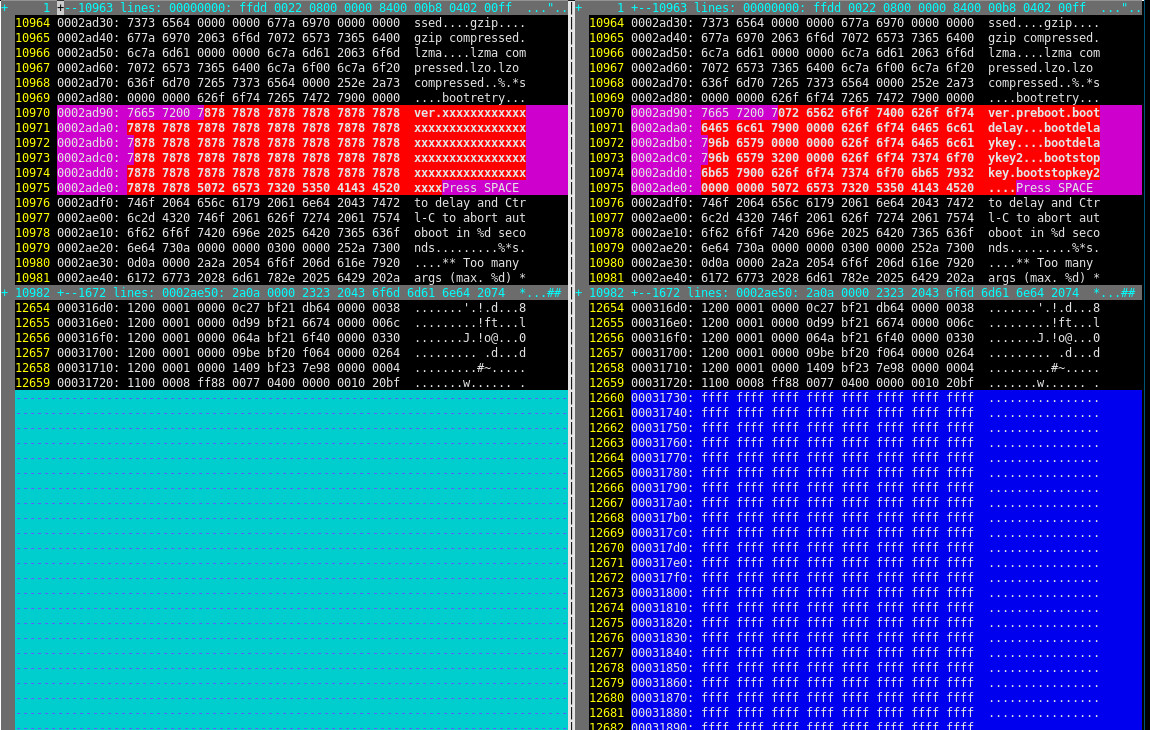 + 1 +--10963 lines: 00000000: ffdd 0022 0800 0000 8400 00b8 0402 00ff ..."..
10964 0002ad30: 7373 6564 0000 0000 677a 6970 0000 0000 ssed....gzip....
10965 0002ad40: 677a 6970 2063 6f6d 7072 6573 7365 6400 gzip compressed.
10966 0002ad50: 6c7a 6d61 0000 0000 6c7a 6d61 2063 6f6d lzma....lzma com
10967 0002ad60: 7072 6573 7365 6400 6c7a 6f00 6c7a 6f20 pressed.lzo.lzo 
10968 0002ad70: 636f 6d70 7265 7373 6564 0000 252e 2a73 compressed..%.*s
10969 0002ad80: 0000 0000 626f 6f74 7265 7472 7900 0000 ....bootretry...
10970 0002ad90: 7665 7200 7878 7878 7878 7878 7878 7878 ver.xxxxxxxxxxxx
10971 0002ada0: 7878 7878 7878 7878 7878 7878 7878 7878 xxxxxxxxxxxxxxxx
10972 0002adb0: 7878 7878 7878 7878 7878 7878 7878 7878 xxxxxxxxxxxxxxxx
10973 0002adc0: 7878 7878 7878 7878 7878 7878 7878 7878 xxxxxxxxxxxxxxxx
10974 0002add0: 7878 7878 7878 7878 7878 7878 7878 7878 xxxxxxxxxxxxxxxx
10975 0002ade0: 7878 7878 5072 6573 7320 5350 4143 4520 xxxxPress SPACE 
10976 0002adf0: 746f 2064 656c 6179 2061 6e64 2043 7472 to delay and Ctr
10977 0002ae00: 6c2d 4320 746f 2061 626f 7274 2061 7574 l-C to abort aut
10978 0002ae10: 6f62 6f6f 7420 696e 2025 6420 7365 636f oboot in %d seco
10979 0002ae20: 6e64 730a 0000 0000 0300 0000 252a 7300 nds.........%*s.
10980 0002ae30: 0d0a 0000 2a2a 2054 6f6f 206d 616e 7920 ....** Too many 
10981 0002ae40: 6172 6773 2028 6d61 782e 2025 6429 202a args (max. %d) *
+ 10982 +--1672 lines: 0002ae50: 2a0a 0000 2323 2043 6f6d 6d61 6e64 2074 *...##
12654 000316d0: 1200 0001 0000 0c27 bf21 db64 0000 0038 .......'.!.d...8
12655 000316e0: 1200 0001 0000 0d99 bf21 6674 0000 006c .........!ft...l
12656 000316f0: 1200 0001 0000 064a bf21 6f40 0000 0330 .......J.!o@...0
12657 00031700: 1200 0001 0000 09be bf20 f064 0000 0264 ......... .d...d
12658 00031710: 1200 0001 0000 1409 bf23 7e98 0000 0004 .........#~.....
12659 00031720: 1100 0008 ff88 0077 0400 0000 0010 20bf .......w...... .
+ 1 +--10963 lines: 00000000: ffdd 0022 0800 0000 8400 00b8 0402 00ff ..."..
10964 0002ad30: 7373 6564 0000 0000 677a 6970 0000 0000 ssed....gzip....
10965 0002ad40: 677a 6970 2063 6f6d 7072 6573 7365 6400 gzip compressed.
10966 0002ad50: 6c7a 6d61 0000 0000 6c7a 6d61 2063 6f6d lzma....lzma com
10967 0002ad60: 7072 6573 7365 6400 6c7a 6f00 6c7a 6f20 pressed.lzo.lzo 
10968 0002ad70: 636f 6d70 7265 7373 6564 0000 252e 2a73 compressed..%.*s
10969 0002ad80: 0000 0000 626f 6f74 7265 7472 7900 0000 ....bootretry...
10970 0002ad90: 7665 7200 7072 6562 6f6f 7400 626f 6f74 ver.preboot.boot
10971 0002ada0: 6465 6c61 7900 0000 626f 6f74 6465 6c61 delay...bootdela
10972 0002adb0: 796b 6579 0000 0000 626f 6f74 6465 6c61 ykey....bootdela
10973 0002adc0: 796b 6579 3200 0000 626f 6f74 7374 6f70 ykey2...bootstop
10974 0002add0: 6b65 7900 626f 6f74 7374 6f70 6b65 7932 key.bootstopkey2
10975 0002ade0: 0000 0000 5072 6573 7320 5350 4143 4520 ....Press SPACE 
10976 0002adf0: 746f 2064 656c 6179 2061 6e64 2043 7472 to delay and Ctr
10977 0002ae00: 6c2d 4320 746f 2061 626f 7274 2061 7574 l-C to abort aut
10978 0002ae10: 6f62 6f6f 7420 696e 2025 6420 7365 636f oboot in %d seco
10979 0002ae20: 6e64 730a 0000 0000 0300 0000 252a 7300 nds.........%*s.
10980 0002ae30: 0d0a 0000 2a2a 2054 6f6f 206d 616e 7920 ....** Too many 
10981 0002ae40: 6172 6773 2028 6d61 782e 2025 6429 202a args (max. %d) *
+ 10982 +--1672 lines: 0002ae50: 2a0a 0000 2323 2043 6f6d 6d61 6e64 2074 *...##
12654 000316d0: 1200 0001 0000 0c27 bf21 db64 0000 0038 .......'.!.d...8
12655 000316e0: 1200 0001 0000 0d99 bf21 6674 0000 006c .........!ft...l
12656 000316f0: 1200 0001 0000 064a bf21 6f40 0000 0330 .......J.!o@...0
12657 00031700: 1200 0001 0000 09be bf20 f064 0000 0264 ......... .d...d
12658 00031710: 1200 0001 0000 1409 bf23 7e98 0000 0004 .........#~.....
12659 00031720: 1100 0008 ff88 0077 0400 0000 0010 20bf .......w...... .
12660 00031730: ffff ffff ffff ffff ffff ffff ffff ffff ................
12661 00031740: ffff ffff ffff ffff ffff ffff ffff ffff ................
12662 00031750: ffff ffff ffff ffff ffff ffff ffff ffff ................
12663 00031760: ffff ffff ffff ffff ffff ffff ffff ffff ................
12664 00031770: ffff ffff ffff ffff ffff ffff ffff ffff ................
12665 00031780: ffff ffff ffff ffff ffff ffff ffff ffff ................
12666 00031790: ffff ffff ffff ffff ffff ffff ffff ffff ................
12667 000317a0: ffff ffff ffff ffff ffff ffff ffff ffff ................
12668 000317b0: ffff ffff ffff ffff ffff ffff ffff ffff ................
12669 000317c0: ffff ffff ffff ffff ffff ffff ffff ffff ................
12670 000317d0: ffff ffff ffff ffff ffff ffff ffff ffff ................
12671 000317e0: ffff ffff ffff ffff ffff ffff ffff ffff ................
12672 000317f0: ffff ffff ffff ffff ffff ffff ffff ffff ................
12673 00031800: ffff ffff ffff ffff ffff ffff ffff ffff ................
12674 00031810: ffff ffff ffff ffff ffff ffff ffff ffff ................
12675 00031820: ffff ffff ffff ffff ffff ffff ffff ffff ................
12676 00031830: ffff ffff ffff ffff ffff ffff ffff ffff ................
12677 00031840: ffff ffff ffff ffff ffff ffff ffff ffff ................
12678 00031850: ffff ffff ffff ffff ffff ffff ffff ffff ................
12679 00031860: ffff ffff ffff ffff ffff ffff ffff ffff ................
12680 00031870: ffff ffff ffff ffff ffff ffff ffff ffff ................
12681 00031880: ffff ffff ffff ffff ffff ffff ffff ffff ................
12682 00031890: ffff ffff ffff ffff ffff ffff ffff ffff ................